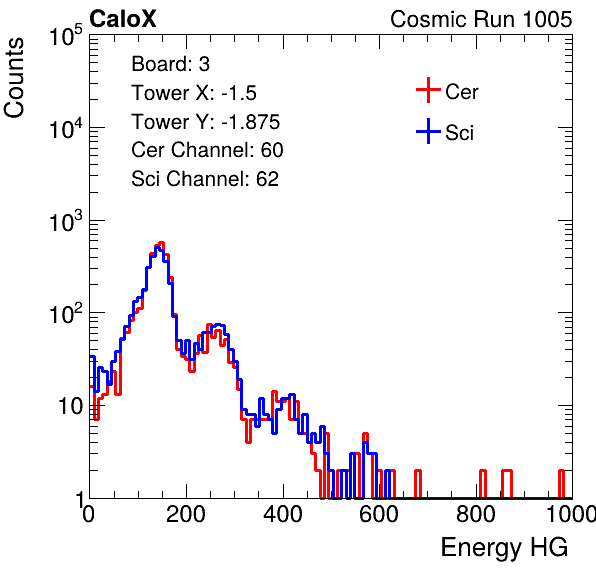 CaloX Cosmic Run 1005
Counts
10^5
10^4
10^3
10^2
10
1
Board: 3
Tower X: -1.5
Tower Y: -1.875
Cer Channel: 60
Sci Channel: 62
Cer
Sci
0 200 400 600 800 1000
Energy HG